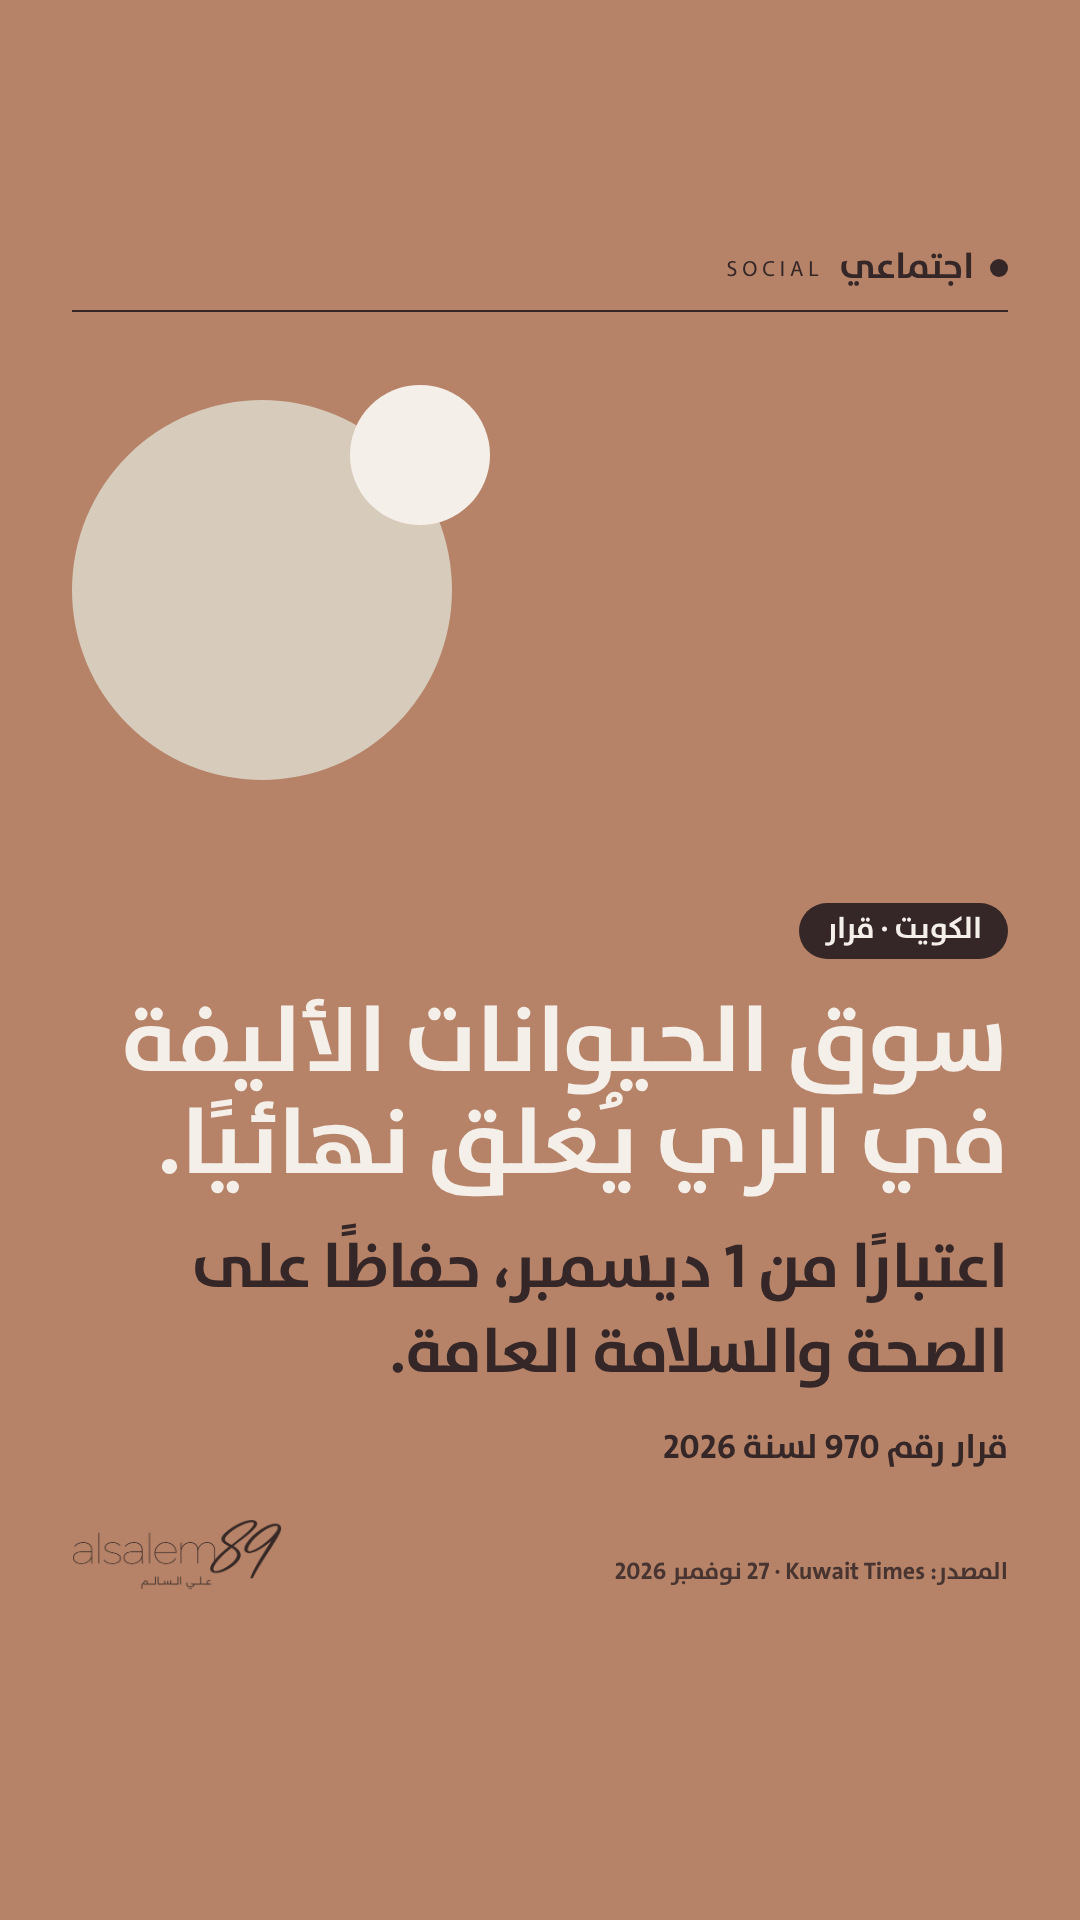 اجتماعي SOCIAL
الكويت · قرار
سوق الحيوانات الأليفة
في الري يُغلق نهائيًا.
اعتبارًا من 1 ديسمبر، حفاظًا على
الصحة والسلامة العامة.
قرار رقم 970 لسنة 2026
المصدر: Kuwait Times · 27 نوفمبر 2026
alsalem89
علي السالم